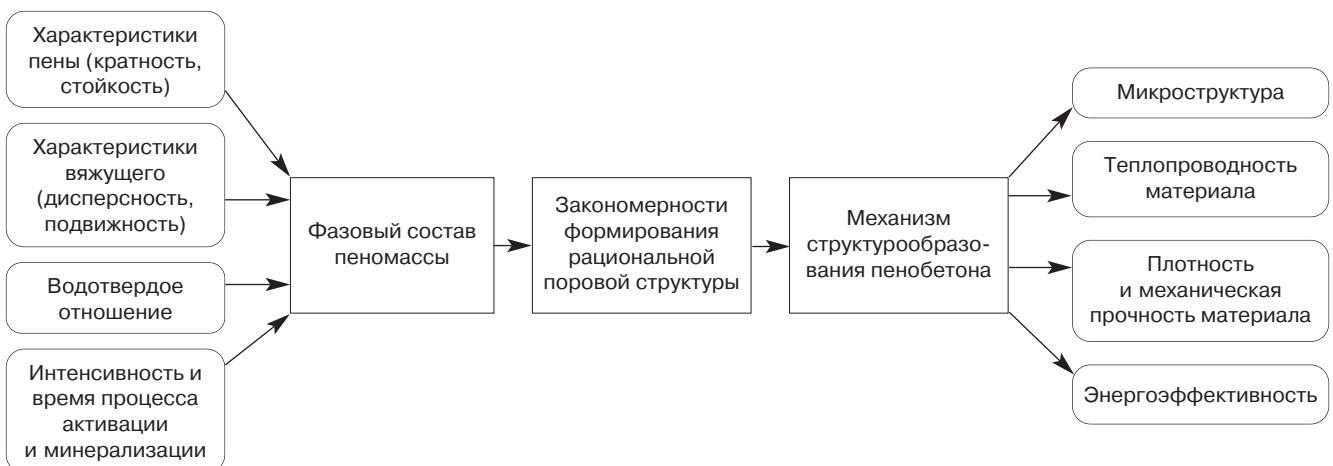 Характеристики
пены (кратность,
стойкость)
Характеристики
вяжущего
(дисперсность,
подвижность)
Водотвердое
отношение
Интенсивность и
время процесса
активации
и минерализации
Фазовый состав
пеномассы
Закономерности
формирования
рациональной
поровой структуры
Механизм
структурообразо-
вания пенобетона
Микроструктура
Теплопроводность
материала
Плотность
и механическая
прочность материала
Энергоэффективность